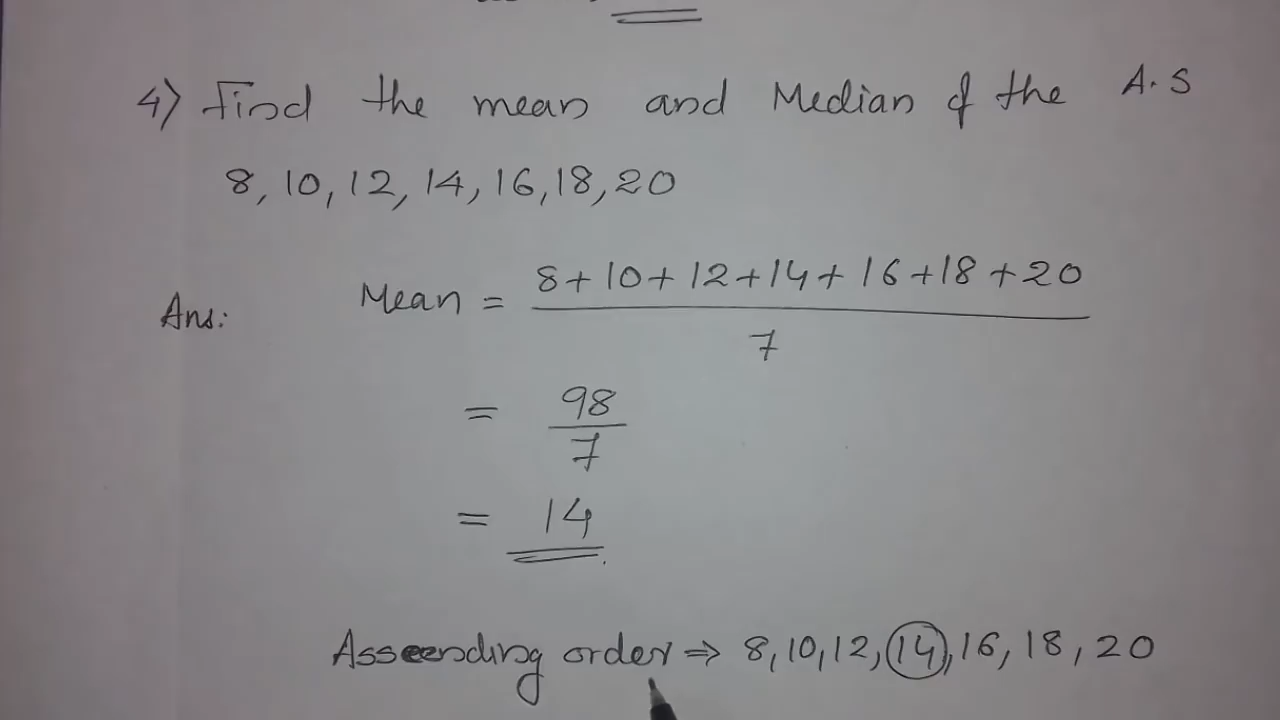 4) Find the mean and Median of the A.S
8, 10, 12, 14, 16, 18, 20
Ans: Mean = 8 + 10 + 12 + 14 + 16 + 18 + 20 / 7
= 98 / 7
= 14
Asscending order ⇒ 8, 10, 12, 14, 16, 18, 20